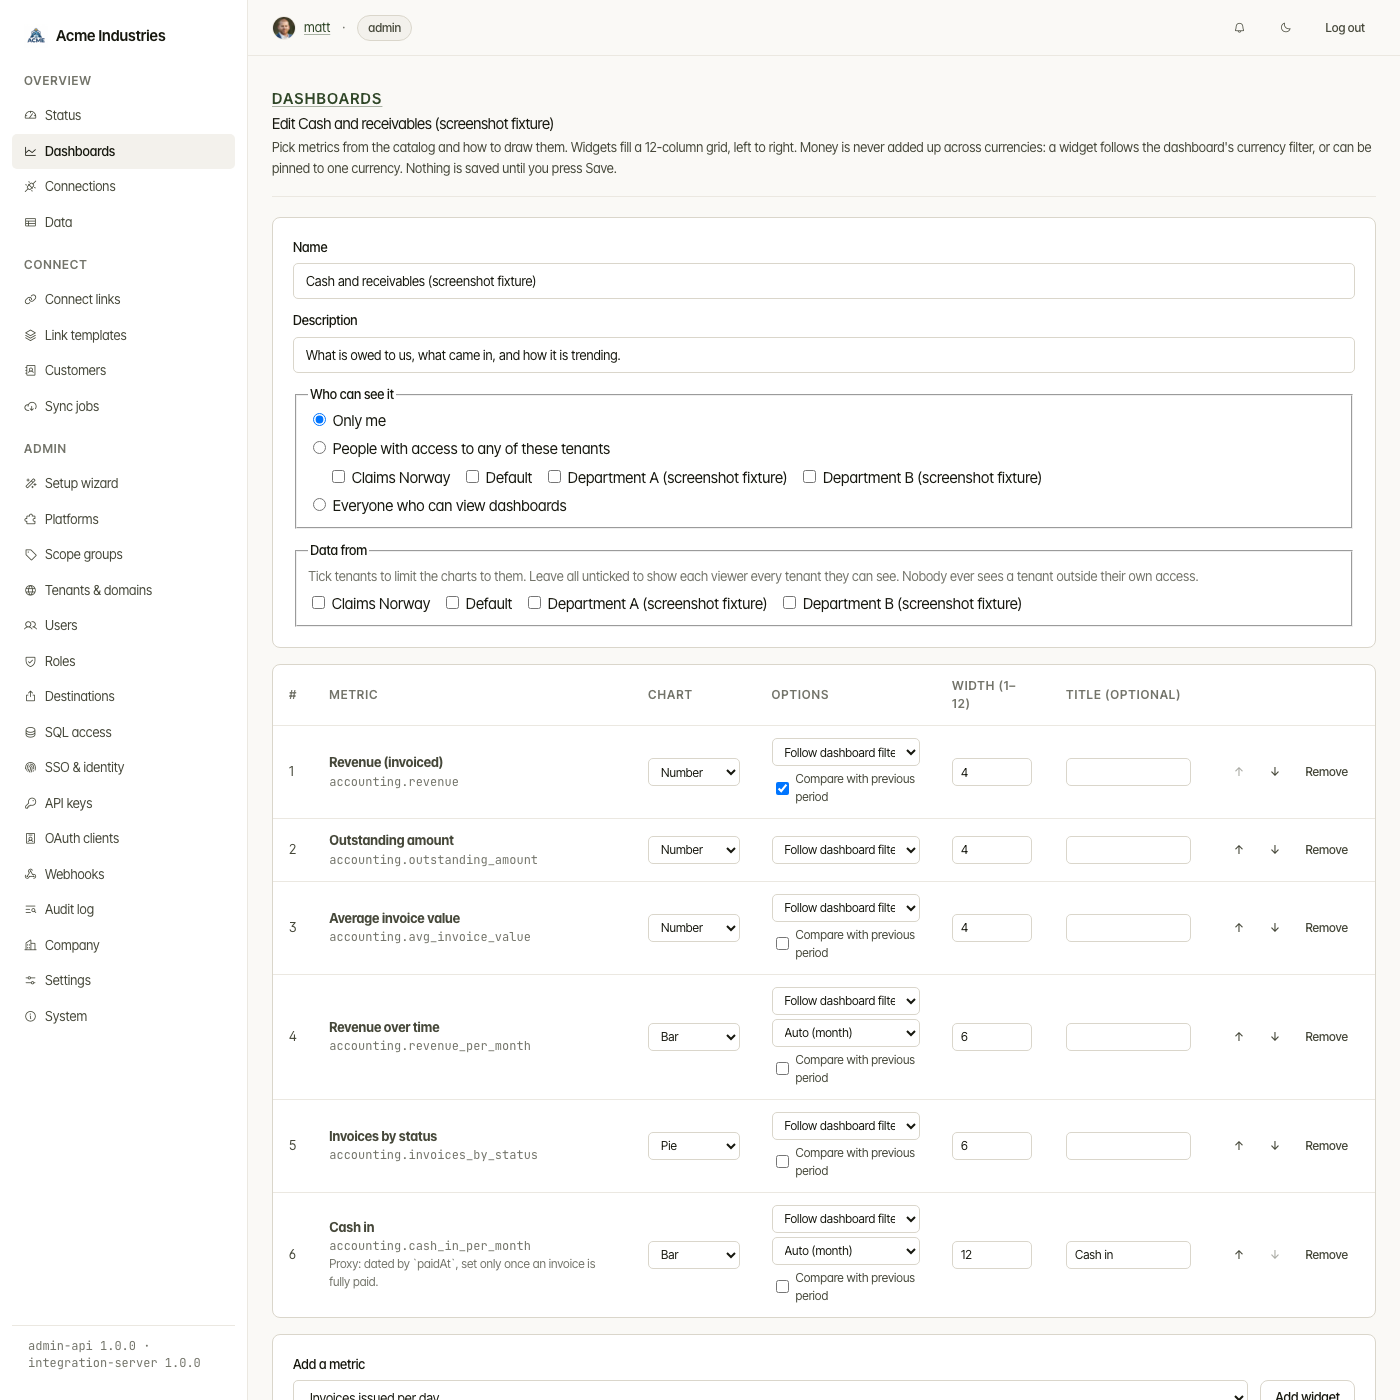 ACME
Acme Industries
matt · admin
Log out
OVERVIEW
Status
Dashboards
Connections
Data
CONNECT
Connect links
Link templates
Customers
Sync jobs
ADMIN
Setup wizard
Platforms
Scope groups
Tenants & domains
Users
Roles
Destinations
SQL access
SSO & identity
API keys
OAuth clients
Webhooks
Audit log
Company
Settings
System
admin-api 1.0.0 ·
integration-server 1.0.0
DASHBOARDS
Edit Cash and receivables (screenshot fixture)
Pick metrics from the catalog and how to draw them. Widgets fill a 12-column grid, left to right. Money is never added up across currencies: a widget follows the dashboard's currency filter, or can be
pinned to one currency. Nothing is saved until you press Save.
Name
Cash and receivables (screenshot fixture)
Description
What is owed to us, what came in, and how it is trending.
Who can see it
Only me
People with access to any of these tenants
Claims Norway Default Department A (screenshot fixture) Department B (screenshot fixture)
Everyone who can view dashboards
Data from
Tick tenants to limit the charts to them. Leave all unticked to show each viewer every tenant they can see. Nobody ever sees a tenant outside their own access.
Claims Norway Default Department A (screenshot fixture) Department B (screenshot fixture)
# METRIC CHART OPTIONS WIDTH (1–
12) TITLE (OPTIONAL)
1 Revenue (invoiced)
accounting.revenue
Number
Follow dashboard filte
Compare with previous
period
4
↑ ↓ Remove
2 Outstanding amount
accounting.outstanding_amount
Number
Follow dashboard filte
4
↑ ↓ Remove
3 Average invoice value
accounting.avg_invoice_value
Number
Follow dashboard filte
Compare with previous
period
4
↑ ↓ Remove
4 Revenue over time
accounting.revenue_per_month
Bar
Follow dashboard filte
Auto (month)
Compare with previous
period
6
↑ ↓ Remove
5 Invoices by status
accounting.invoices_by_status
Pie
Follow dashboard filte
Compare with previous
period
6
↑ ↓ Remove
6 Cash in
accounting.cash_in_per_month
Proxy: dated by `paidAt`, set only once an invoice is
fully paid.
Bar
Follow dashboard filte
Auto (month)
Compare with previous
period
12
Cash in
↑ ↓ Remove
Add a metric
Invoices issued per day
Add widget